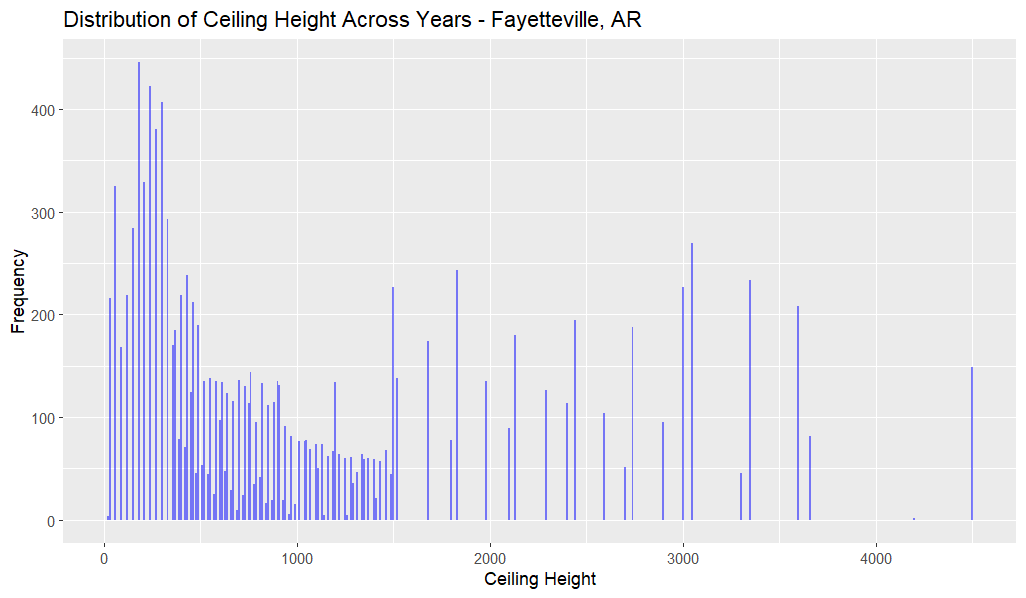 Distribution of Ceiling Height Across Years - Fayetteville, AR
Frequency
400
300
200
100
0
0 1000 2000 3000 4000
Ceiling Height